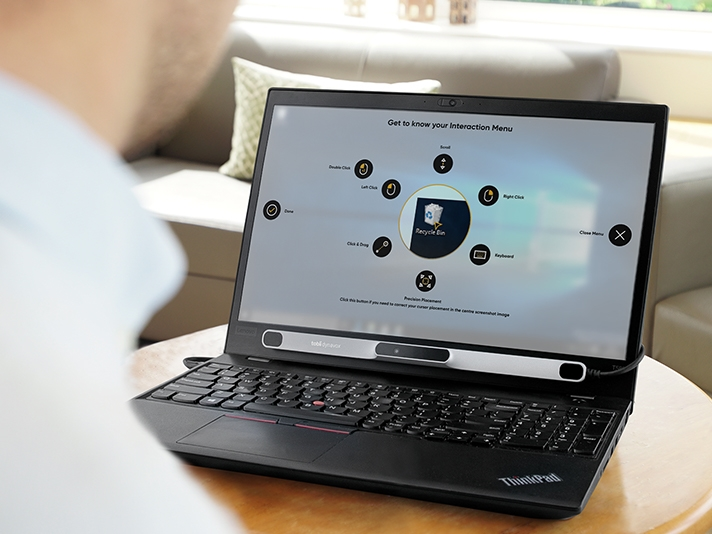 Get to know your Interaction Menu
Scroll
Double Click
Left Click
Right Click
Done
Recycle Bin
Close Menu
Click & Drag
Keyboard
Precision Placement
Click this button if you need to correct your cursor placement in the centre screenshot image
tobii dynavox
ThinkPad